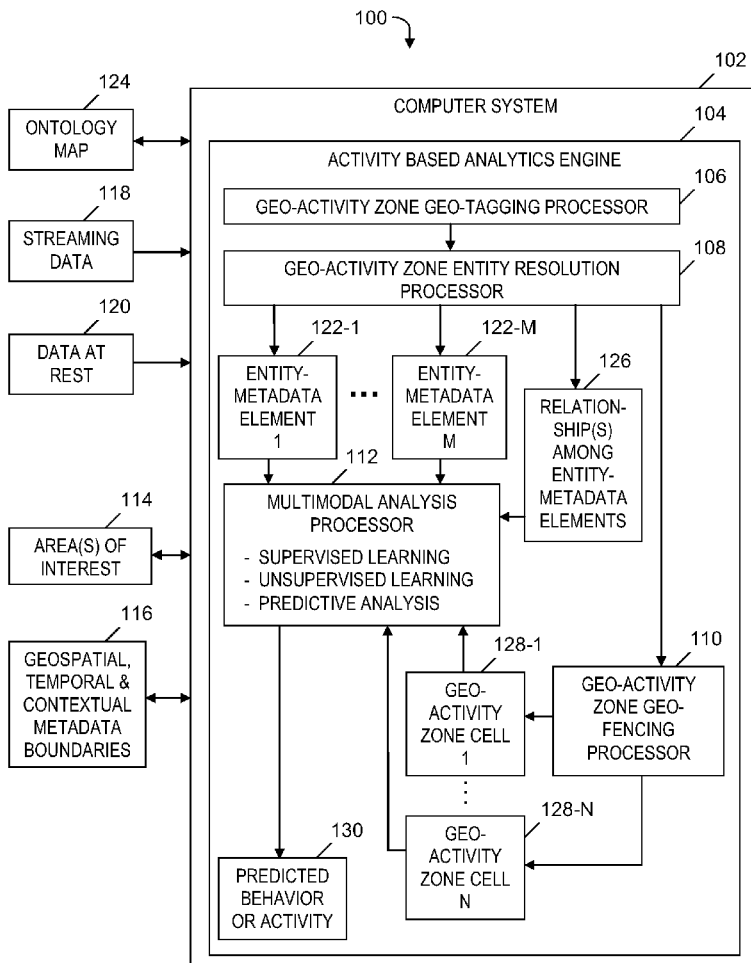 100
102
COMPUTER SYSTEM
124
ONTOLOGY
MAP
118
STREAMING
DATA
120
DATA AT
REST
114
AREA(S) OF
INTEREST
116
GEOSPATIAL,
TEMPORAL &
CONTEXTUAL
METADATA
BOUNDARIES
104
ACTIVITY BASED ANALYTICS ENGINE
106
GEO-ACTIVITY ZONE GEO-TAGGING PROCESSOR
108
GEO-ACTIVITY ZONE ENTITY RESOLUTION
PROCESSOR
122-1
ENTITY-
METADATA
ELEMENT
1
...
122-M
ENTITY-
METADATA
ELEMENT
M
126
RELATION-
SHIP(S)
AMONG
ENTITY-
METADATA
ELEMENTS
112
MULTIMODAL ANALYSIS
PROCESSOR
- SUPERVISED LEARNING
- UNSUPERVISED LEARNING
- PREDICTIVE ANALYSIS
128-1
GEO-
ACTIVITY
ZONE CELL
1
110
GEO-ACTIVITY
ZONE GEO-
FENCING
PROCESSOR
128-N
GEO-
ACTIVITY
ZONE CELL
N
130
PREDICTED
BEHAVIOR
OR ACTIVITY